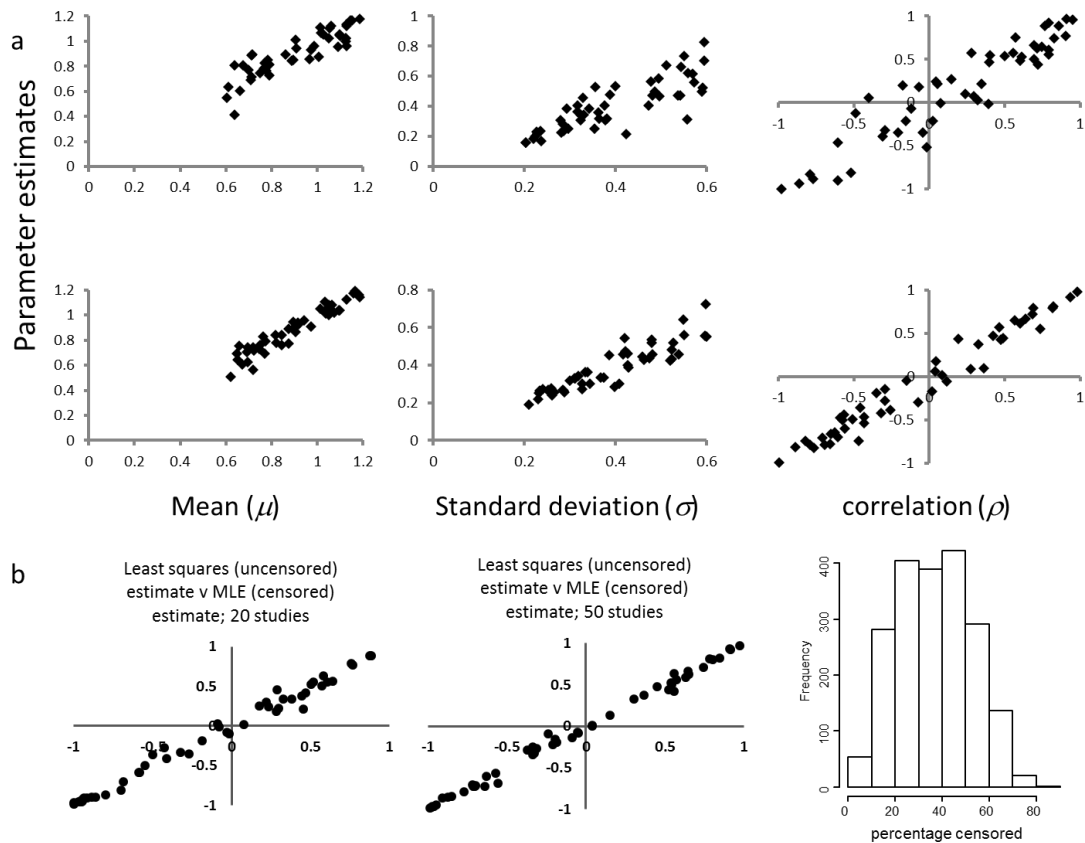 a
Parameter estimates
1.2
1
0.8
0.6
0.4
0.2
0
0 0.2 0.4 0.6 0.8 1 1.2
1
0.8
0.6
0.4
0.2
0
0 0.2 0.4 0.6
1
0.5
0
-0.5
-1
-1 -0.5 0 0.5 1
1.2
1
0.8
0.6
0.4
0.2
0
0 0.2 0.4 0.6 0.8 1 1.2
0.8
0.6
0.4
0.2
0
0 0.2 0.4 0.6
1
0.5
0
-0.5
-1
-1 -0.5 0 0.5 1
Mean (μ)
Standard deviation (σ)
correlation (ρ)
b
Least squares (uncensored)
estimate v MLE (censored)
estimate; 20 studies
1
0.5
0
-0.5
-1
-1 -0.5 0 0.5 1
Least squares (uncensored)
estimate v MLE (censored)
estimate; 50 studies
1
0.5
0
-0.5
-1
-1 -0.5 0 0.5 1
Frequency
400
300
200
100
0
0 20 40 60 80
percentage censored